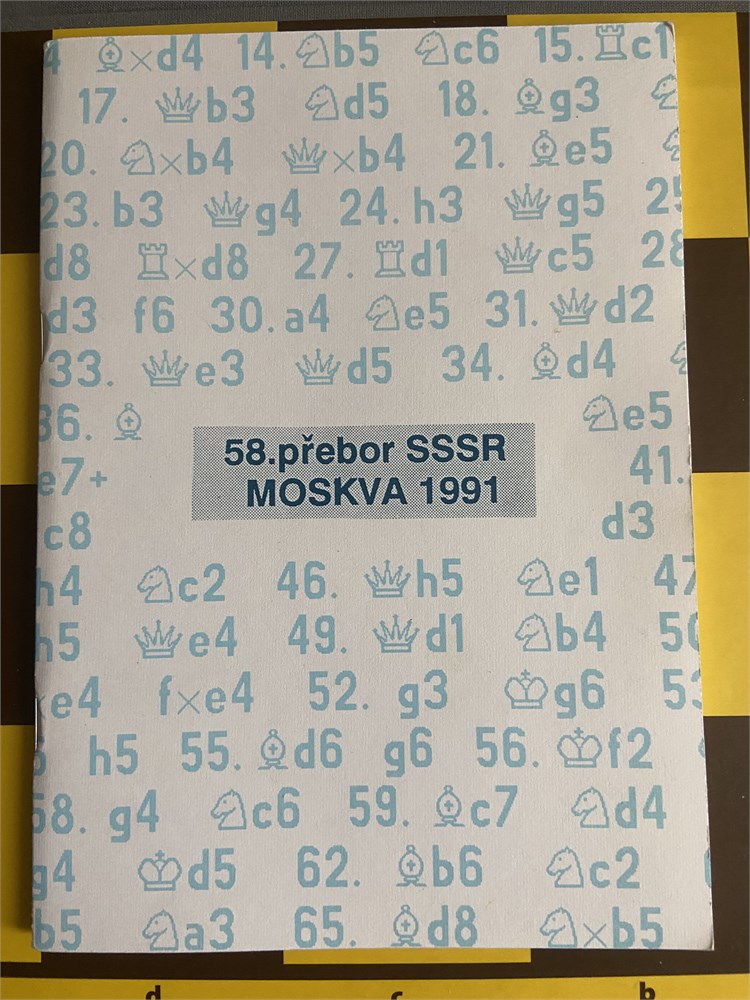 4 ♗×d4 14. ♘b5 ♘c6 15. ♖c1
17. ♕b3 ♘d5 18. ♗g3 ♘
20. ♘×b4 ♕×b4 21. ♗e5 ♘
23. b3 ♕g4 24. h3 ♕g5 25
d8 ♖×d8 27. ♖d1 ♕c5 28
d3 f6 30. a4 ♘e5 31. ♕d2
33. ♕e3 ♕d5 34. ♗d4 ♘
36. ♗ ♘e5
58.přebor SSSR
e7+ 41.
MOSKVA 1991
c8 d3
h4 ♘c2 46. ♕h5 ♘e1 47
h5 ♕e4 49. ♕d1 ♘b4 50
×e4 f×e4 52. g3 ♔g6 53
h5 55. ♗d6 g6 56. ♔f2
58. g4 ♘c6 59. ♗c7 ♘d4
g4 ♔d5 62. ♗b6 ♘c2
b5 ♘a3 65. ♗d8 ♘×b5
d c b